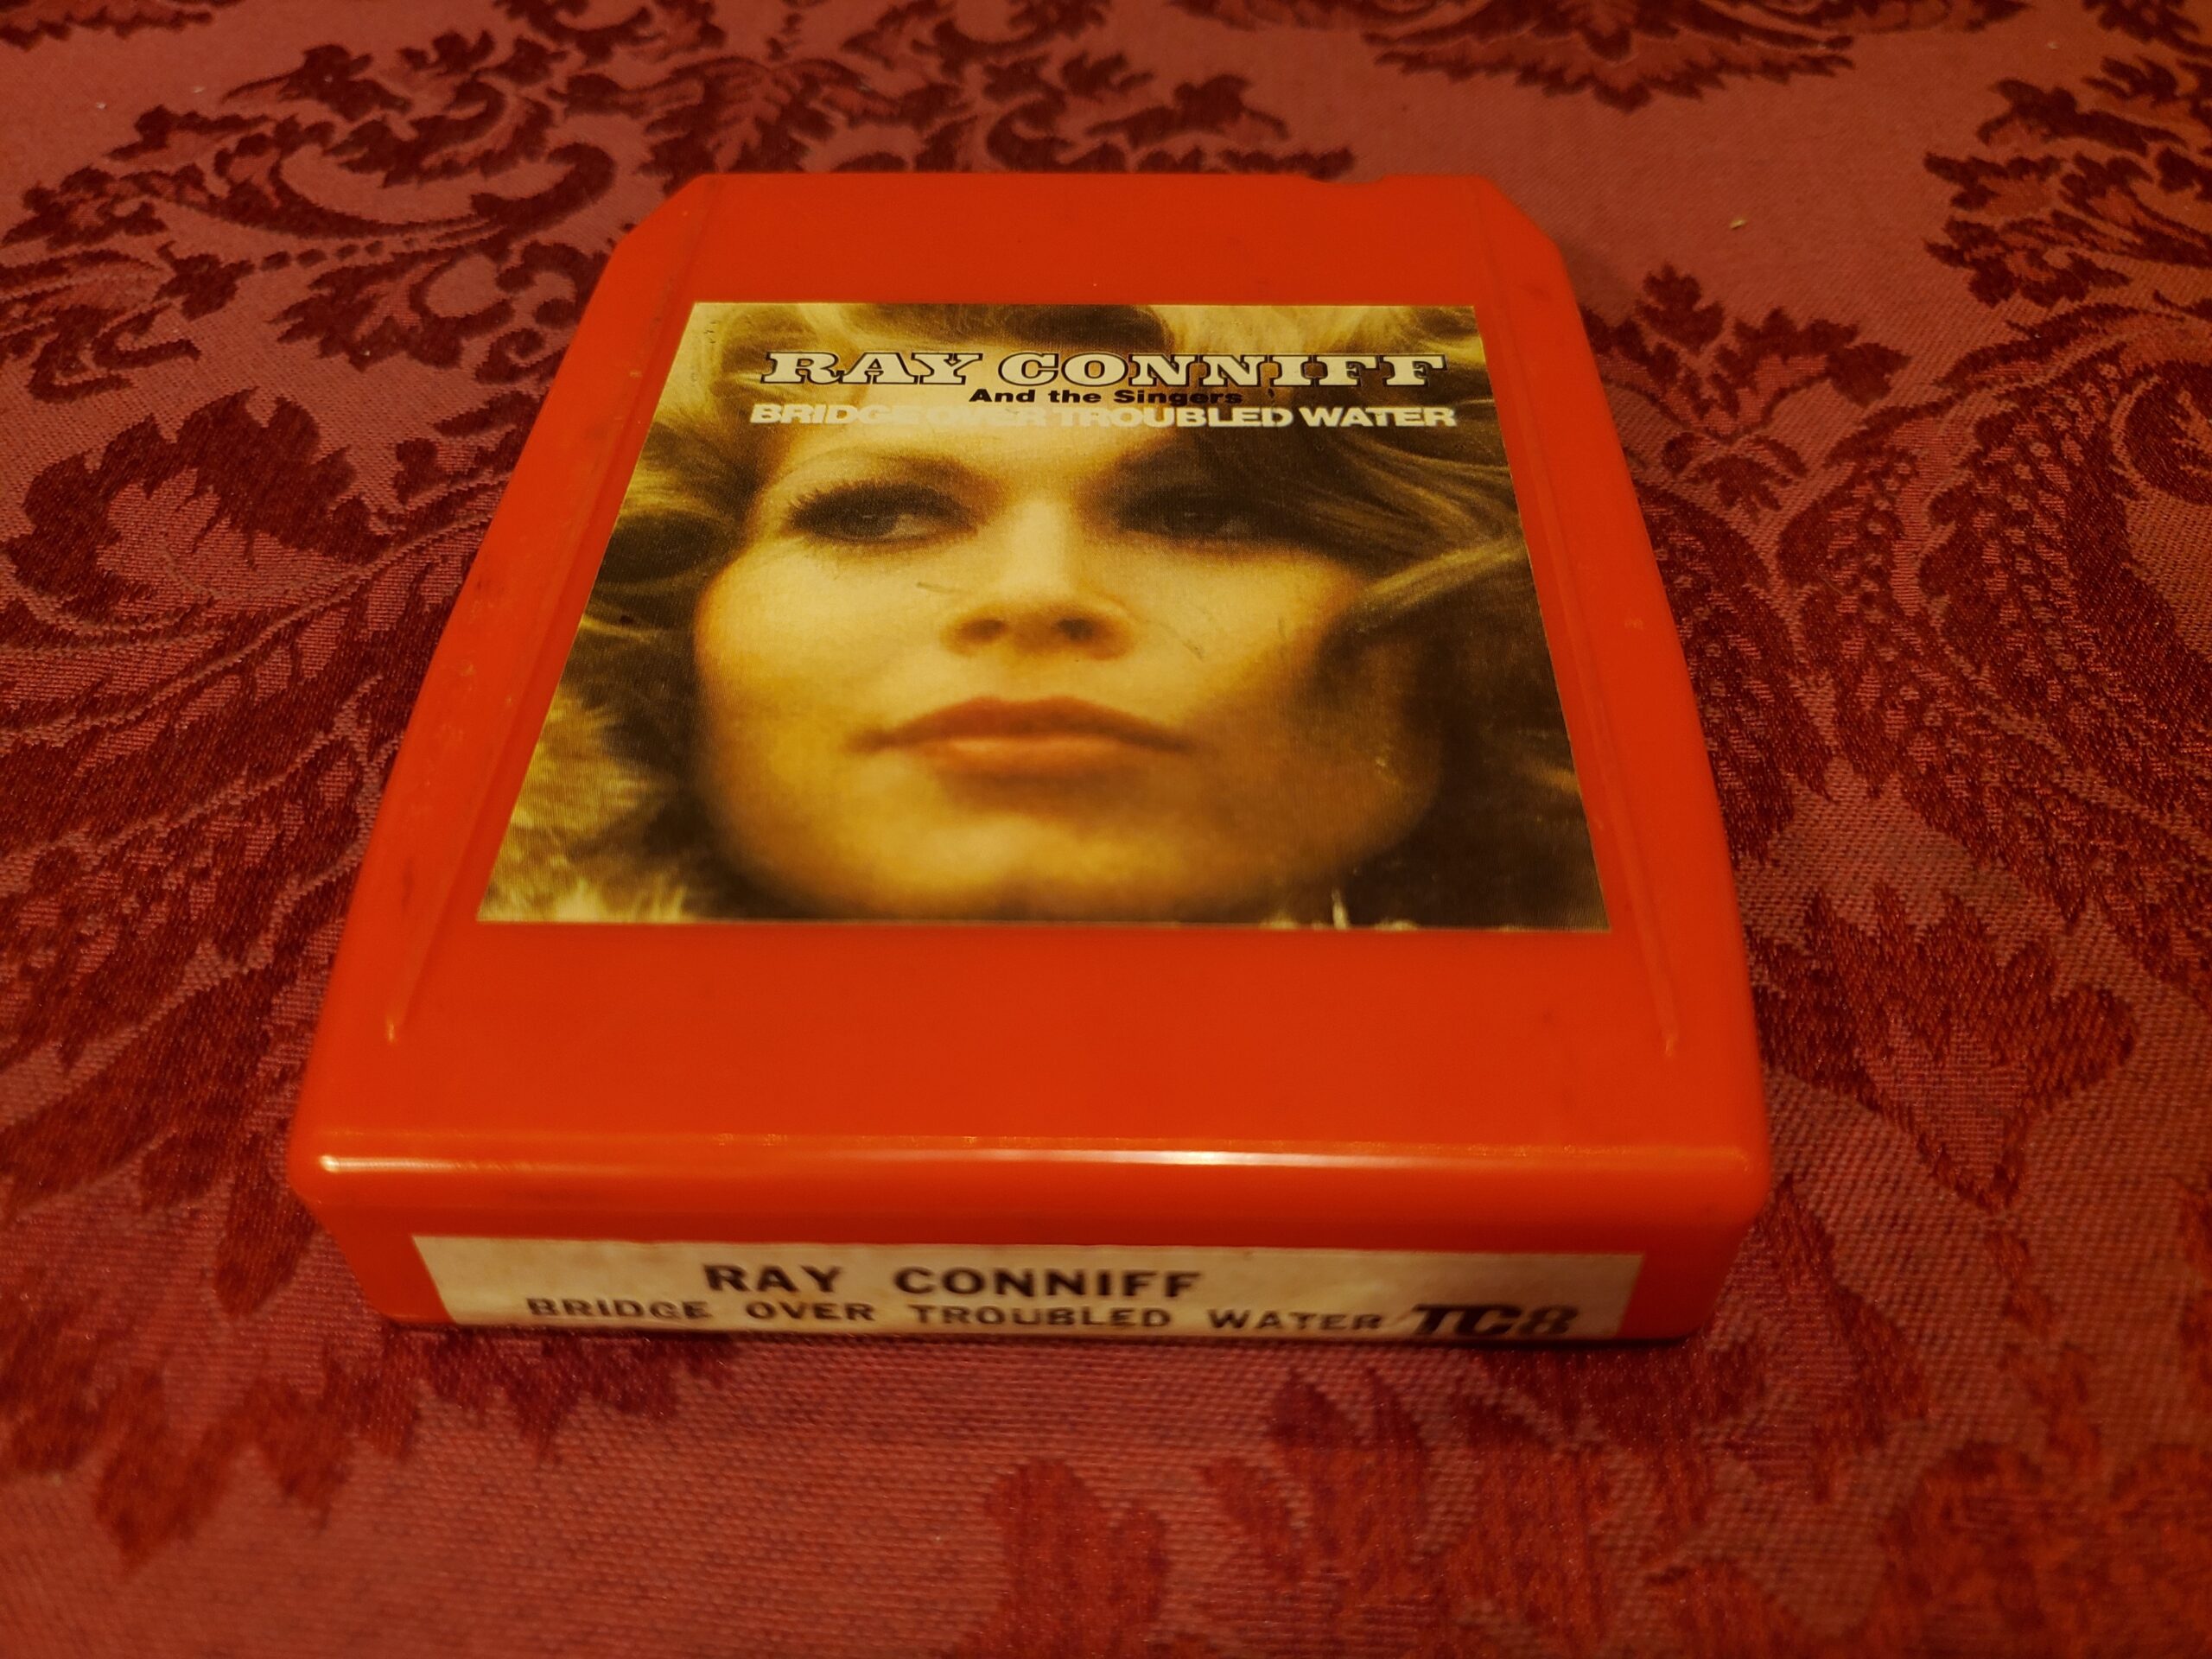 RAY CONNIFF
And the Singers
BRIDGE OVER TROUBLED WATER
RAY CONNIFF
BRIDGE OVER TROUBLED WATER TC8